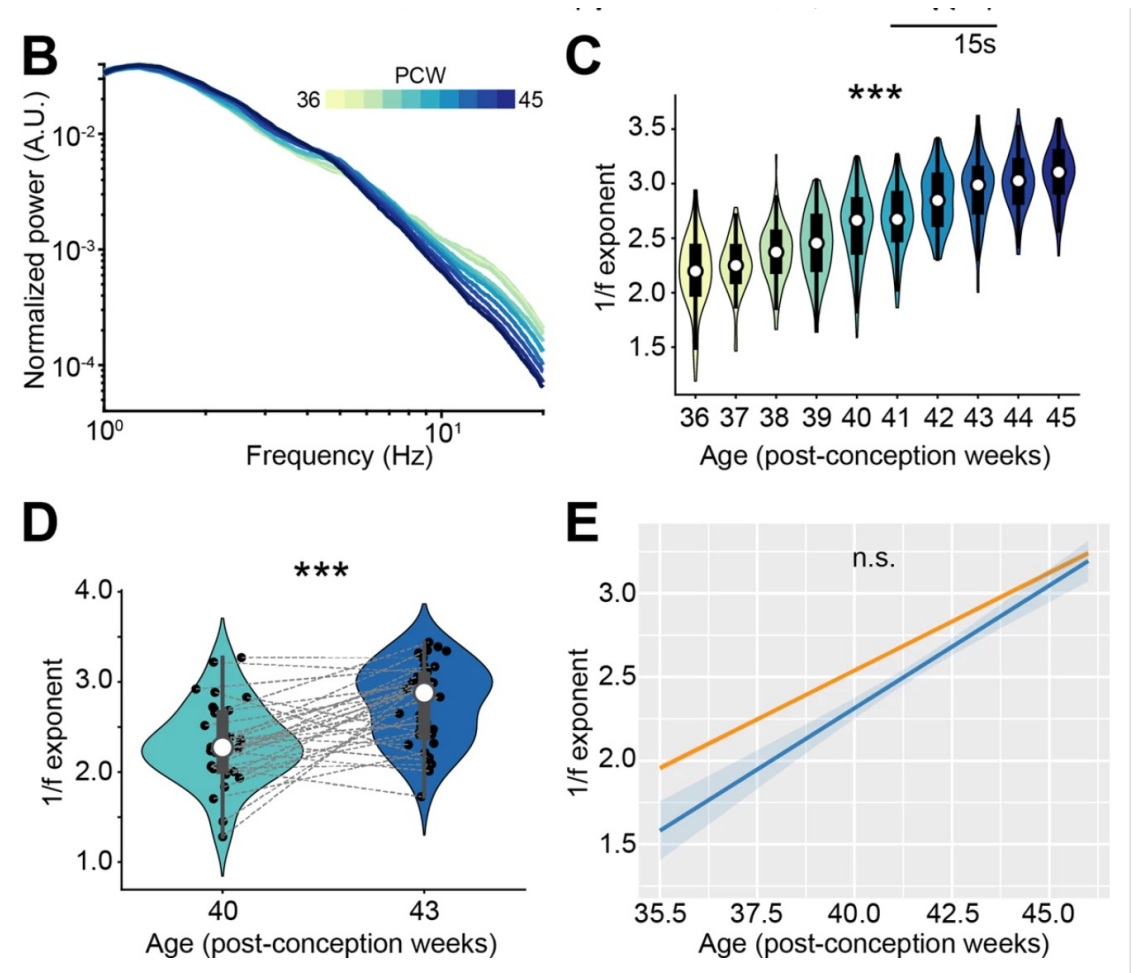 15s
B
PCW
36 45
Normalized power (A.U.)
10⁻²
10⁻³
10⁻⁴
10⁰ 10¹
Frequency (Hz)
C
***
1/f exponent
3.5
3.0
2.5
2.0
1.5
36 37 38 39 40 41 42 43 44 45
Age (post-conception weeks)
D
***
1/f exponent
4.0
3.0
2.0
1.0
40 43
Age (post-conception weeks)
E
n.s.
1/f exponent
3.0
2.5
2.0
1.5
35.5 37.5 40.0 42.5 45.0
Age (post-conception weeks)